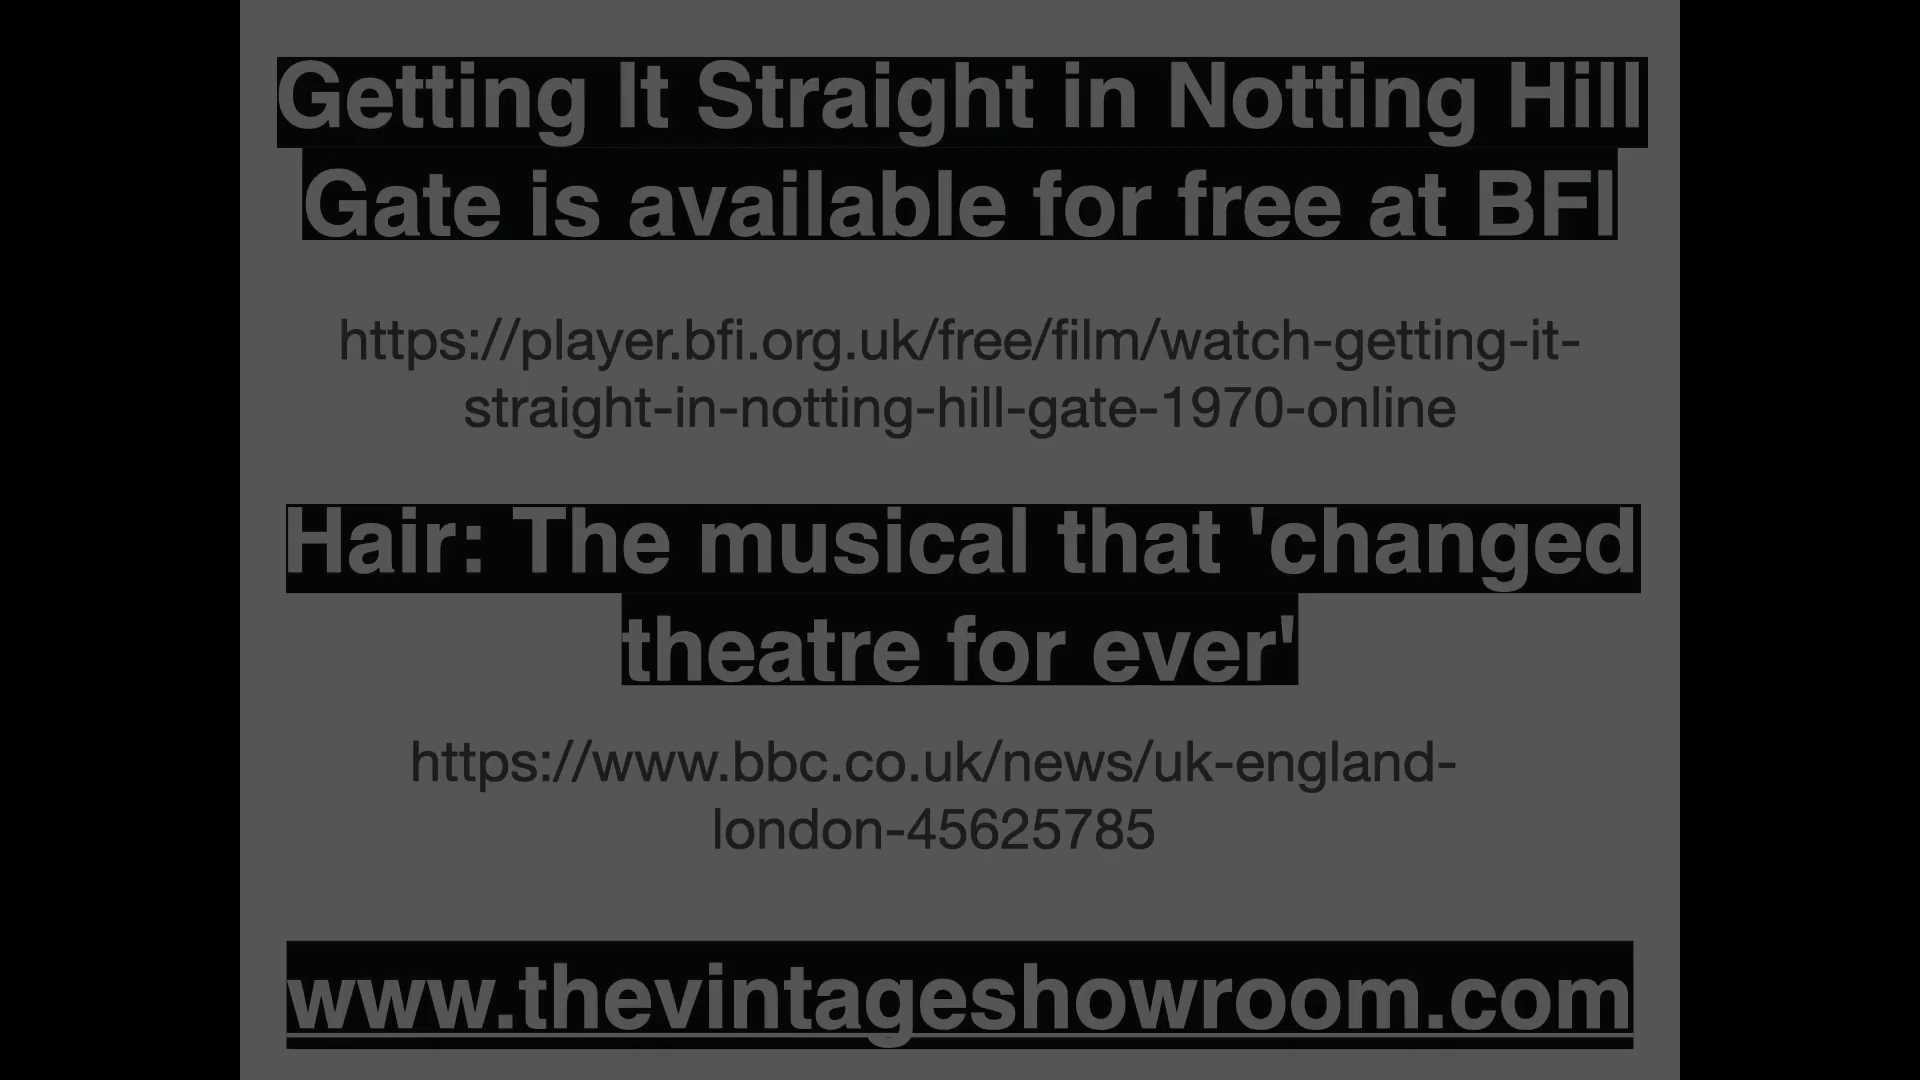 Getting It Straight in Notting Hill
Gate is available for free at BFI
https://player.bfi.org.uk/free/film/watch-getting-it-
straight-in-notting-hill-gate-1970-online
Hair: The musical that 'changed
theatre for ever'
https://www.bbc.co.uk/news/uk-england-
london-45625785
www.thevintageshowroom.com